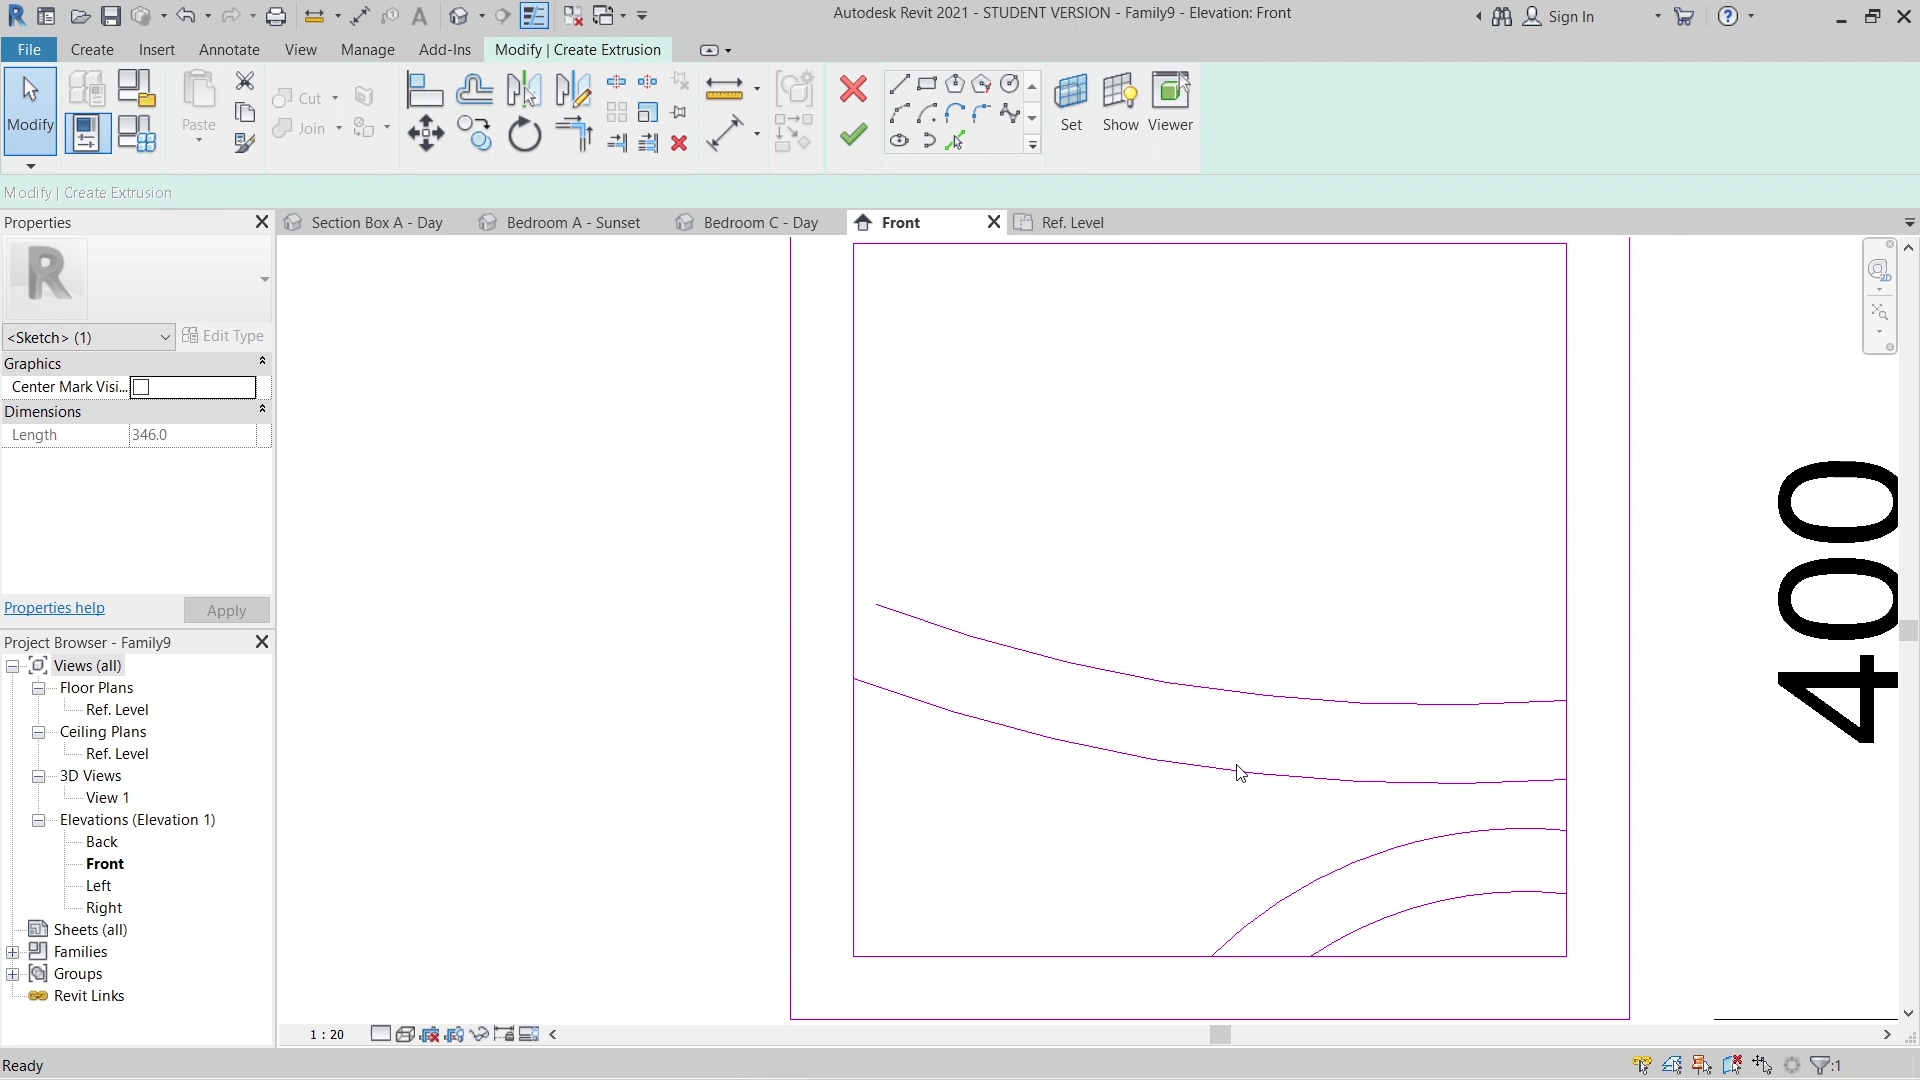 Autodesk Revit 2021 - STUDENT VERSION - Family9 - Elevation: Front
Sign In
File
Create
Insert
Annotate
View
Manage
Add-Ins
Modify | Create Extrusion
Modify
Paste
Cut
Join
Set
Show
Viewer
Modify | Create Extrusion
Properties
Section Box A - Day
Bedroom A - Sunset
Bedroom C - Day
Front
Ref. Level
R
<Sketch> (1)
Edit Type
Graphics
Center Mark Visi...
Dimensions
Length
346.0
Properties help
Apply
Project Browser - Family9
Views (all)
Floor Plans
Ref. Level
Ceiling Plans
Ref. Level
3D Views
View 1
Elevations (Elevation 1)
Back
Front
Left
Right
Sheets (all)
Families
Groups
Revit Links
400
2D
1 : 20
Ready
:1